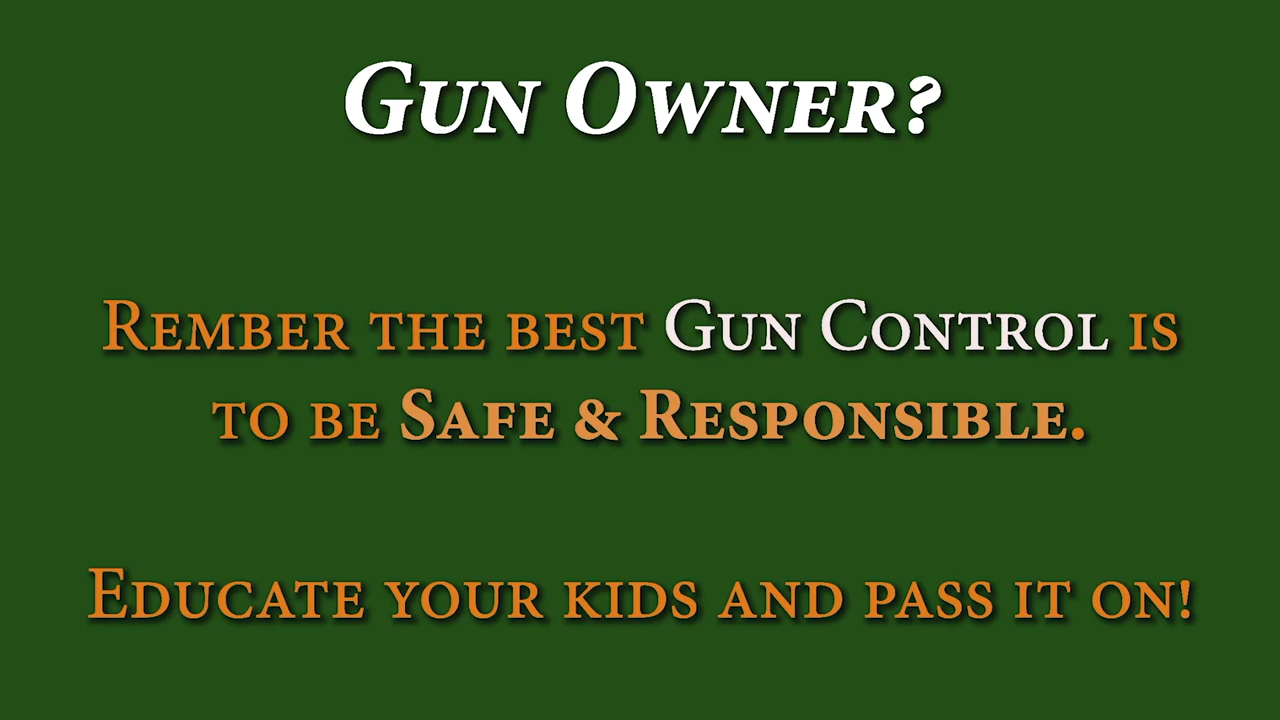 Gun Owner?
Rember the best Gun Control is
to be Safe & Responsible.
Educate your kids and pass it on!